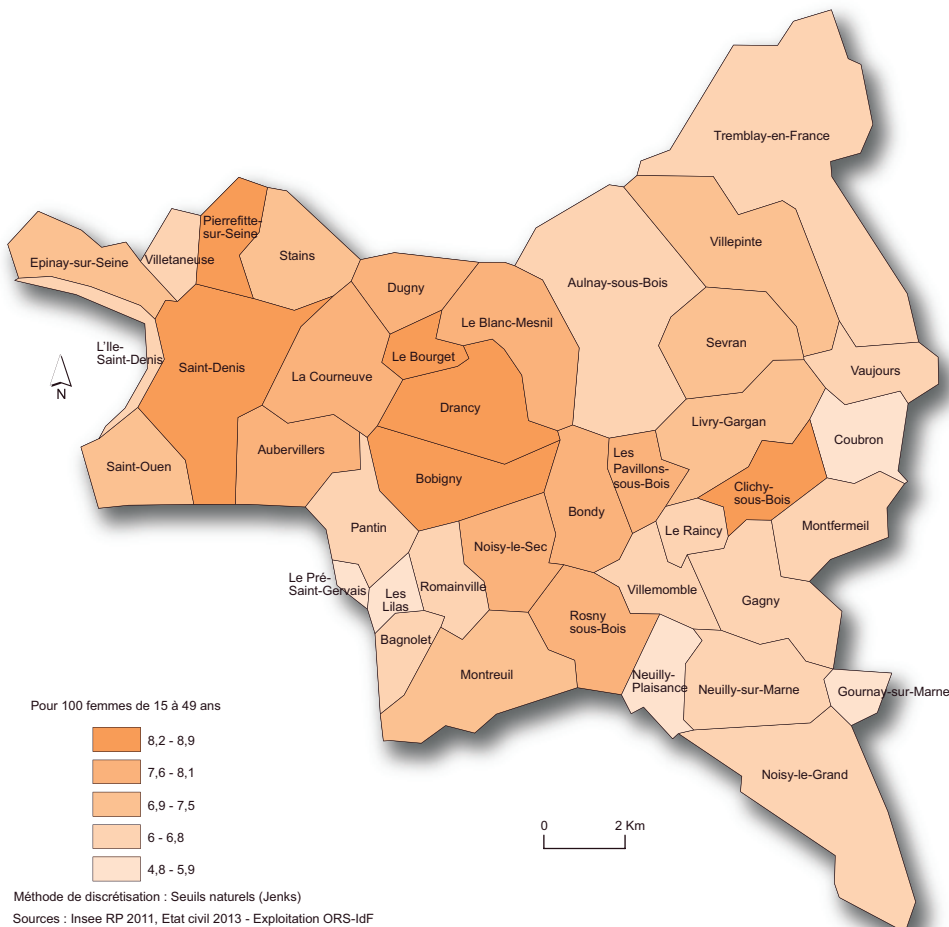 Tremblay-en-France
Pierrefitte-
sur-Seine
Villepinte
Epinay-sur-Seine
Villetaneuse
Stains
Aulnay-sous-Bois
Dugny
Le Blanc-Mesnil
L'Ile-
Saint-Denis
Saint-Denis
Le Bourget
Sevran
La Courneuve
Vaujours
N
Drancy
Livry-Gargan
Coubron
Saint-Ouen
Aubervilliers
Bobigny
Les
Pavillons-
sous-Bois
Clichy-
sous-Bois
Bondy
Pantin
Le Raincy
Montfermeil
Noisy-le-Sec
Le Pré-
Saint-Gervais
Les
Lilas
Romainville
Villemomble
Gagny
Rosny
sous-Bois
Bagnolet
Montreuil
Neuilly-
Plaisance
Neuilly-sur-Marne
Gournay-sur-Marne
Noisy-le-Grand
Pour 100 femmes de 15 à 49 ans
8,2 - 8,9
7,6 - 8,1
6,9 - 7,5
6 - 6,8
4,8 - 5,9
0 2 Km
Méthode de discrétisation : Seuils naturels (Jenks)
Sources : Insee RP 2011, Etat civil 2013 - Exploitation ORS-IdF